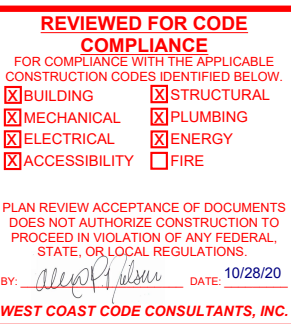 REVIEWED FOR CODE
COMPLIANCE
FOR COMPLIANCE WITH THE APPLICABLE
CONSTRUCTION CODES IDENTIFIED BELOW.
X BUILDING X STRUCTURAL
X MECHANICAL X PLUMBING
X ELECTRICAL X ENERGY
X ACCESSIBILITY FIRE
PLAN REVIEW ACCEPTANCE OF DOCUMENTS
DOES NOT AUTHORIZE CONSTRUCTION TO
PROCEED IN VIOLATION OF ANY FEDERAL,
STATE, OR LOCAL REGULATIONS.
BY: DATE: 10/28/20
WEST COAST CODE CONSULTANTS, INC.